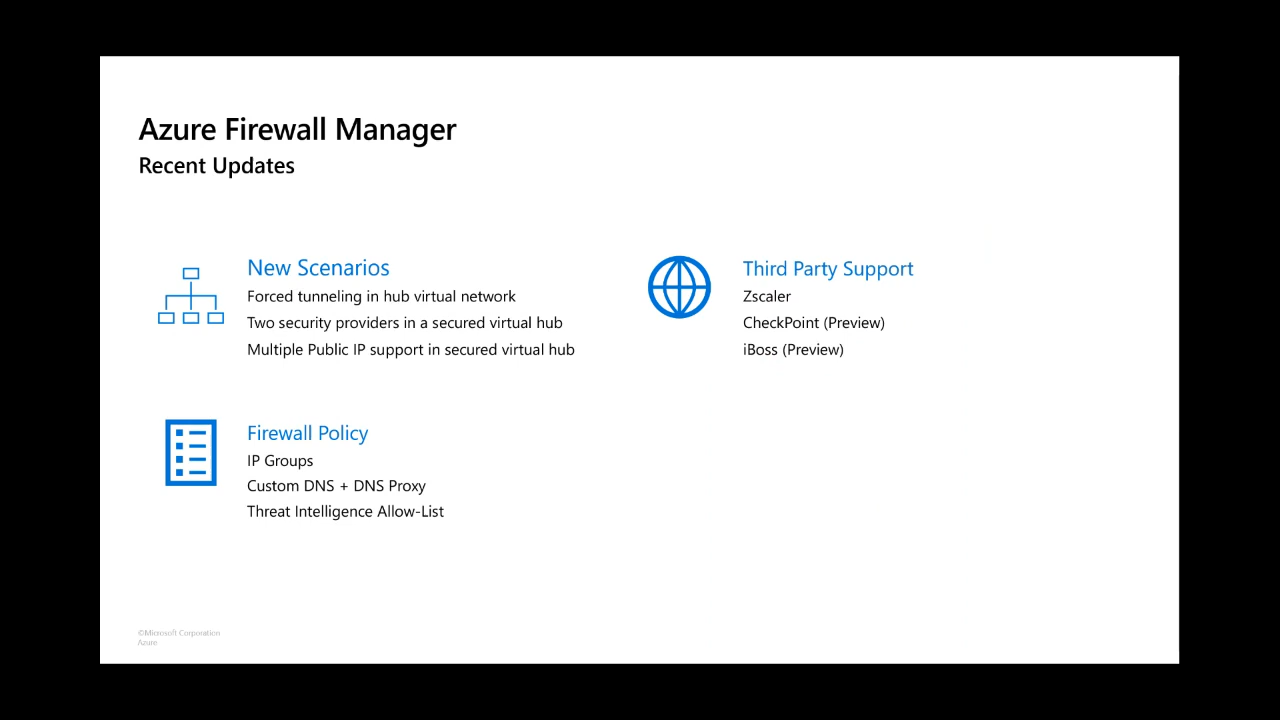 Azure Firewall Manager
Recent Updates
New Scenarios
Forced tunneling in hub virtual network
Two security providers in a secured virtual hub
Multiple Public IP support in secured virtual hub
Third Party Support
Zscaler
CheckPoint (Preview)
iBoss (Preview)
Firewall Policy
IP Groups
Custom DNS + DNS Proxy
Threat Intelligence Allow-List
©Microsoft Corporation
Azure